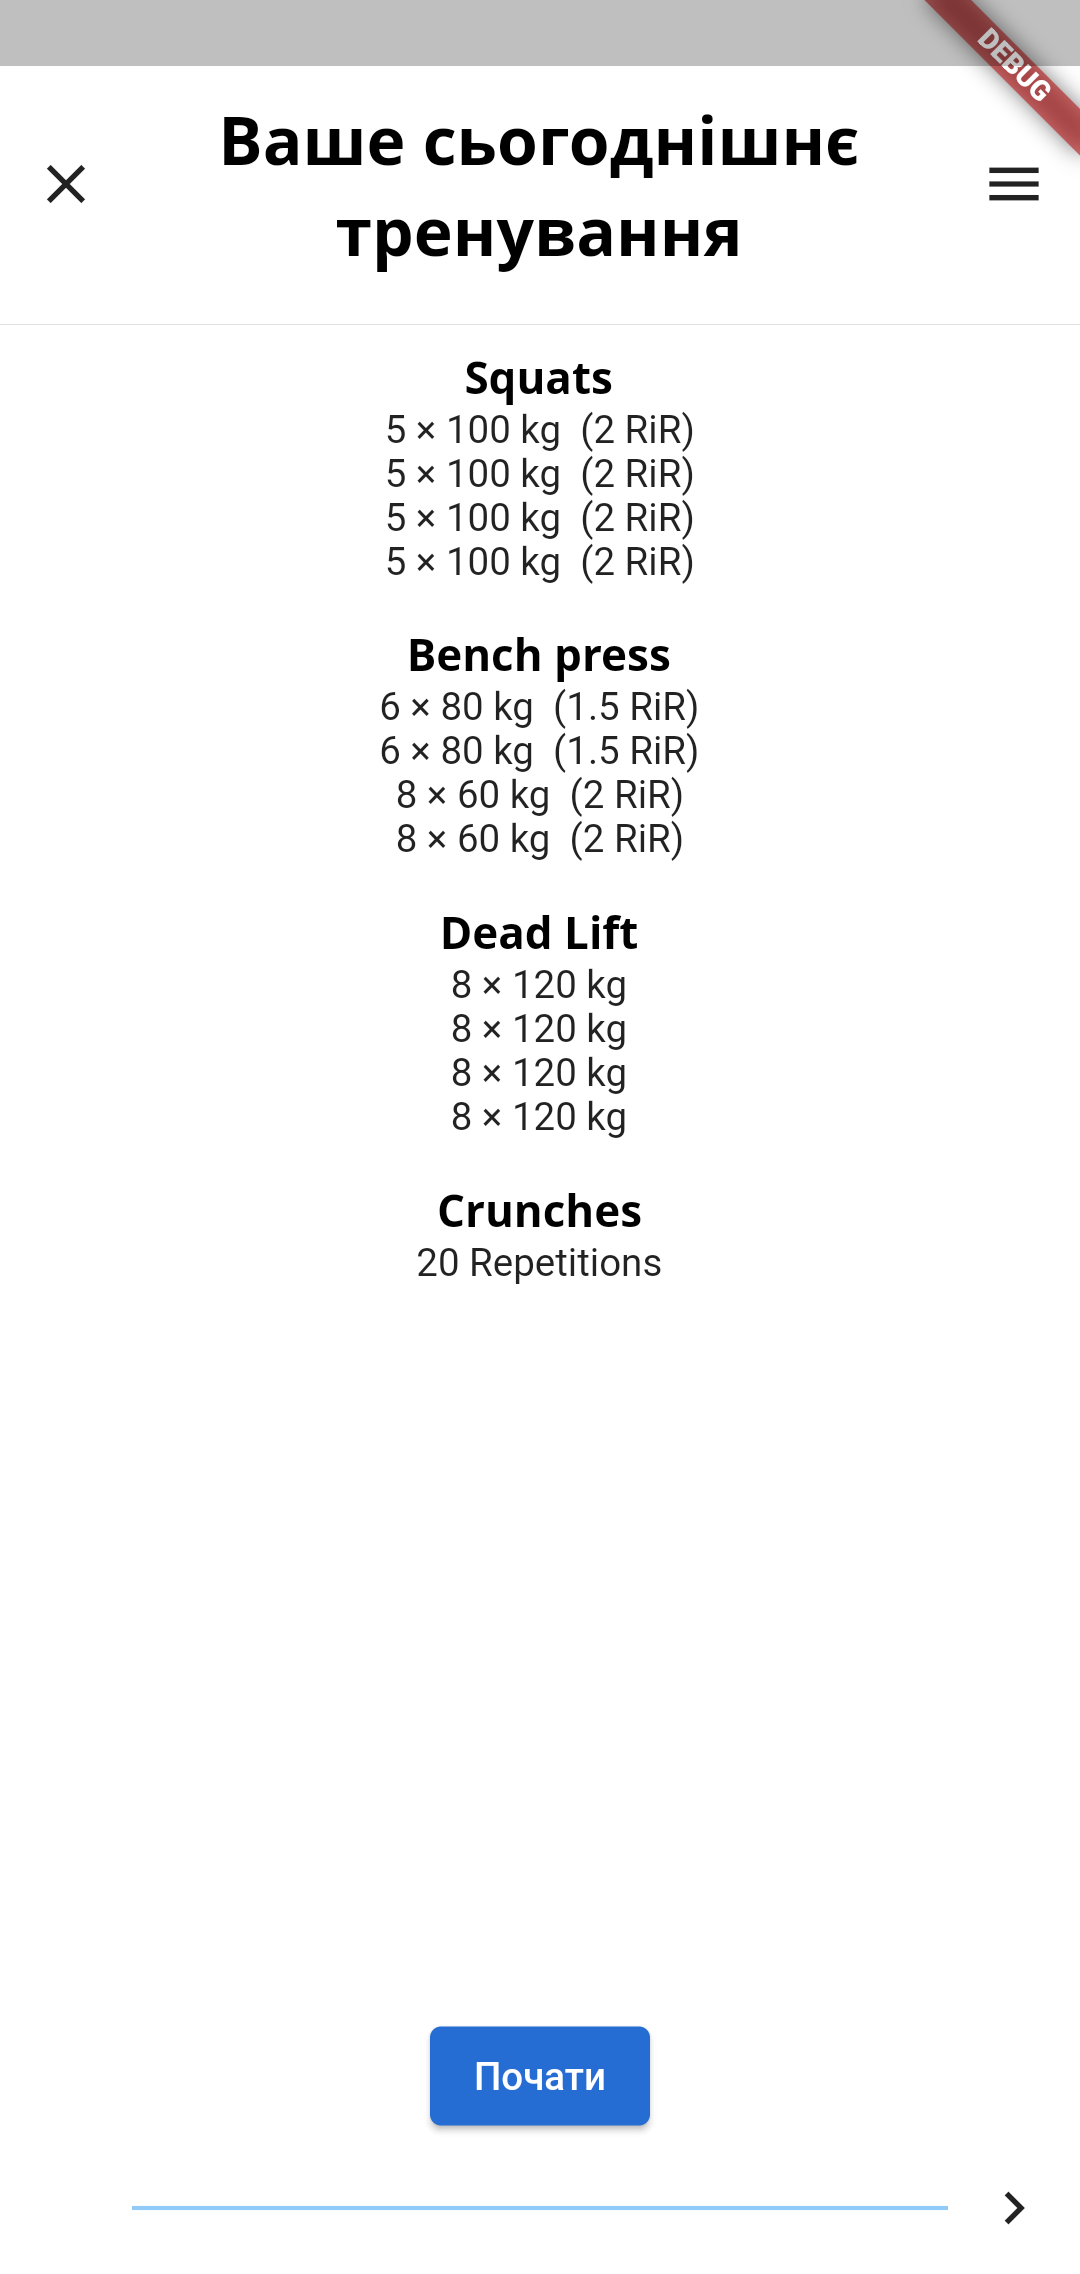 DEBUG
Ваше сьогоднішнє
тренування
Squats
5 × 100 kg (2 RiR)
5 × 100 kg (2 RiR)
5 × 100 kg (2 RiR)
5 × 100 kg (2 RiR)
Bench press
6 × 80 kg (1.5 RiR)
6 × 80 kg (1.5 RiR)
8 × 60 kg (2 RiR)
8 × 60 kg (2 RiR)
Dead Lift
8 × 120 kg
8 × 120 kg
8 × 120 kg
8 × 120 kg
Crunches
20 Repetitions
Почати